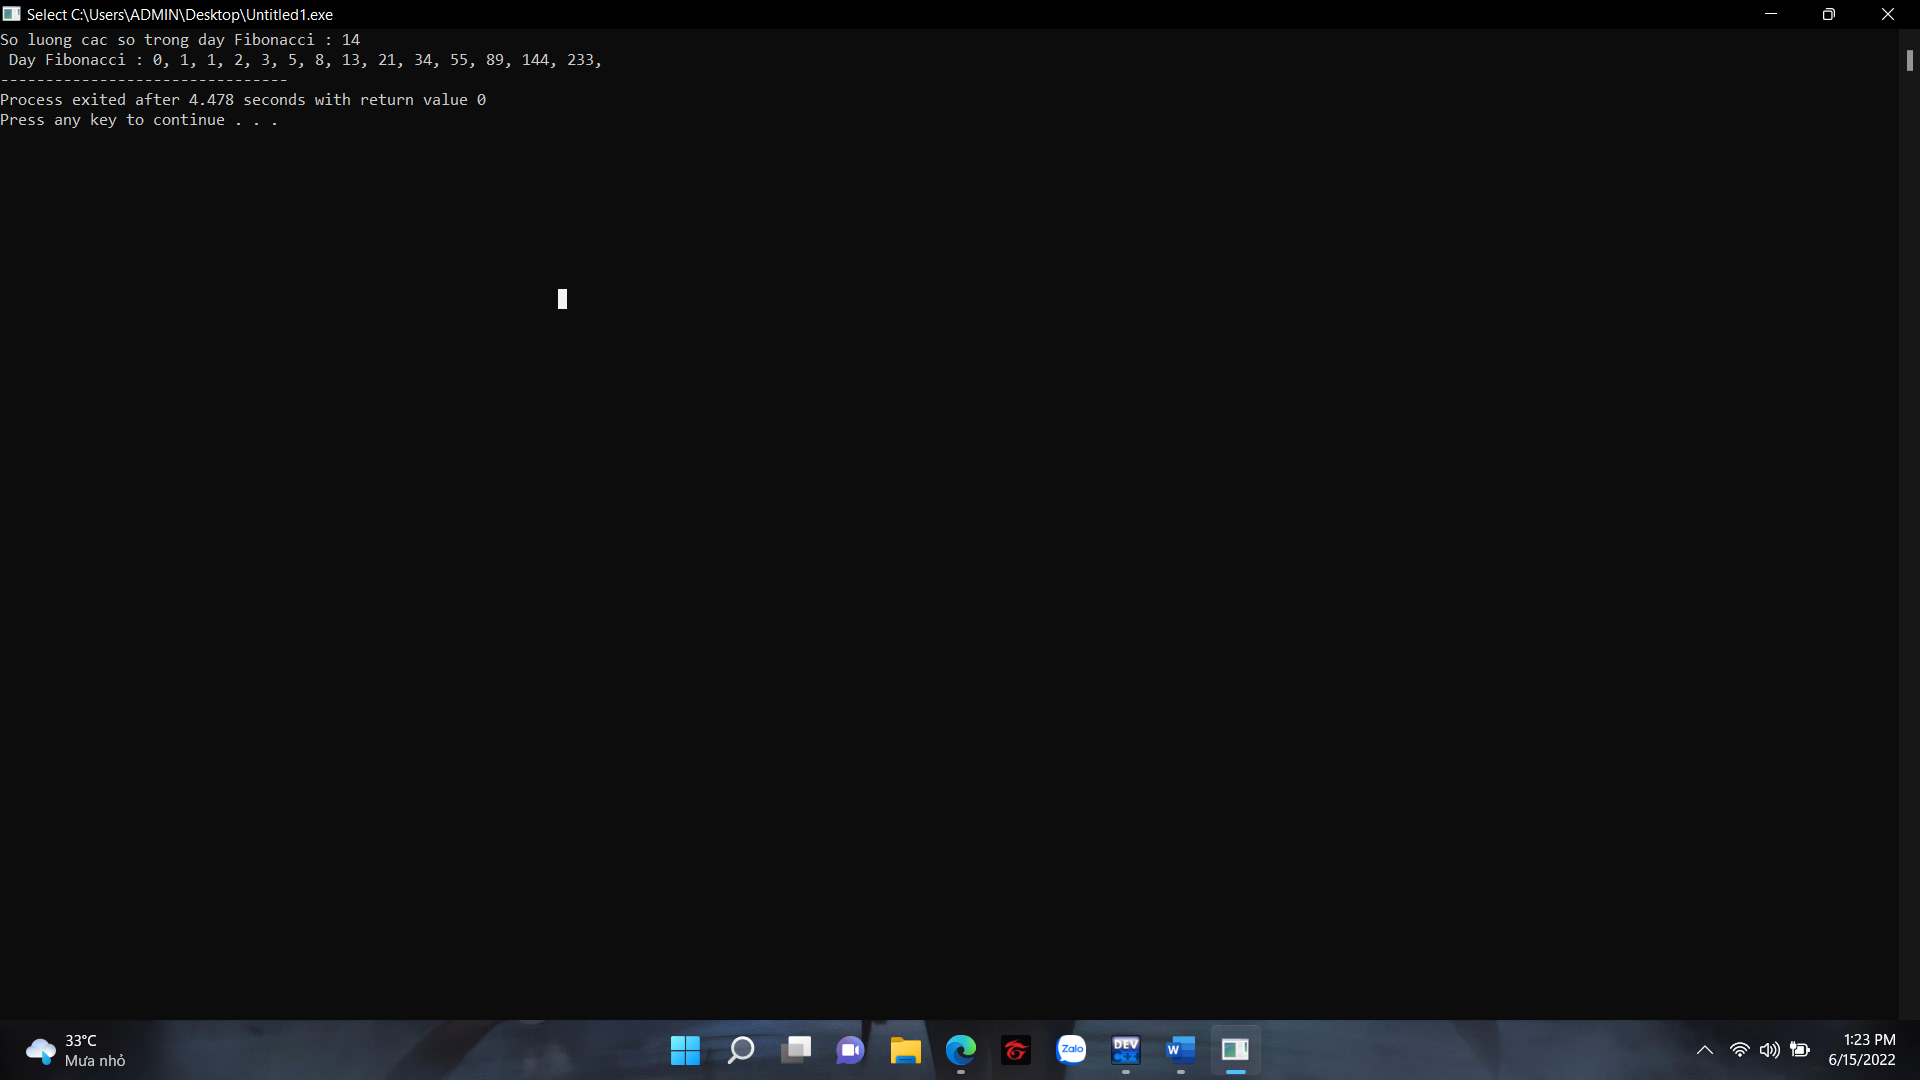 Select C:\Users\ADMIN\Desktop\Untitled1.exe
So luong cac so trong day Fibonacci : 14
 Day Fibonacci : 0, 1, 1, 2, 3, 5, 8, 13, 21, 34, 55, 89, 144, 233,
--------------------------------
Process exited after 4.478 seconds with return value 0
Press any key to continue . . .
33°C
Mưa nhỏ
Zalo
DEV
C++
W
1:23 PM
6/15/2022